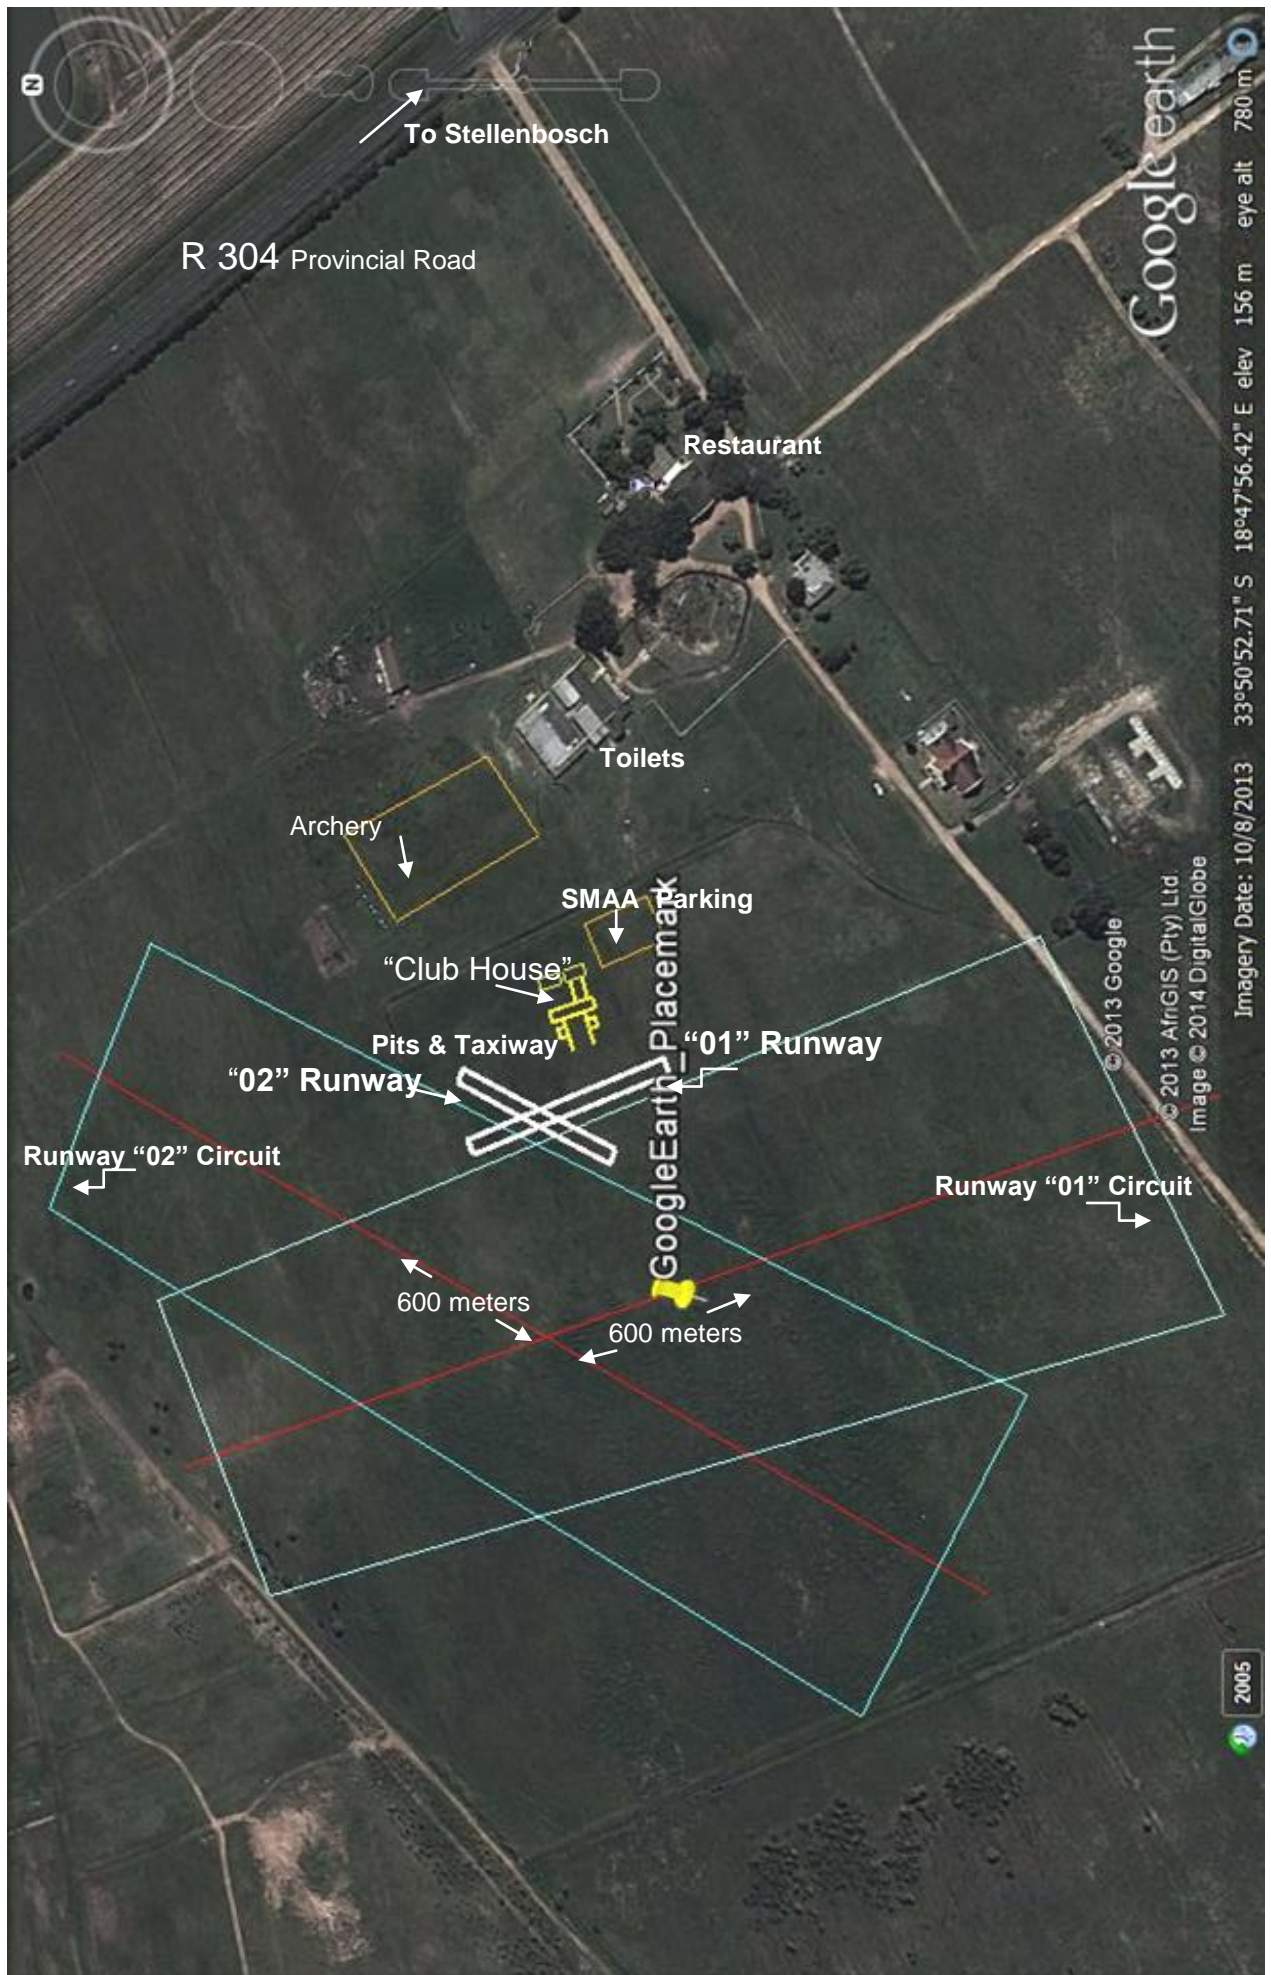 N
To Stellenbosch
R 304 Provincial Road
Restaurant
Toilets
Archery
SMAA Parking
“Club House”
Pits & Taxiway
“01” Runway
“02” Runway
Runway “02” Circuit
Runway “01” Circuit
600 meters
600 meters
GoogleEarth_Placemark
Google earth
© 2013 Google
© 2013 AfriGIS (Pty) Ltd
Image © 2014 DigitalGlobe
Imagery Date: 10/8/2013 33°50'52.71" S 18°47'56.42" E elev 156 m eye alt 780 m
2005